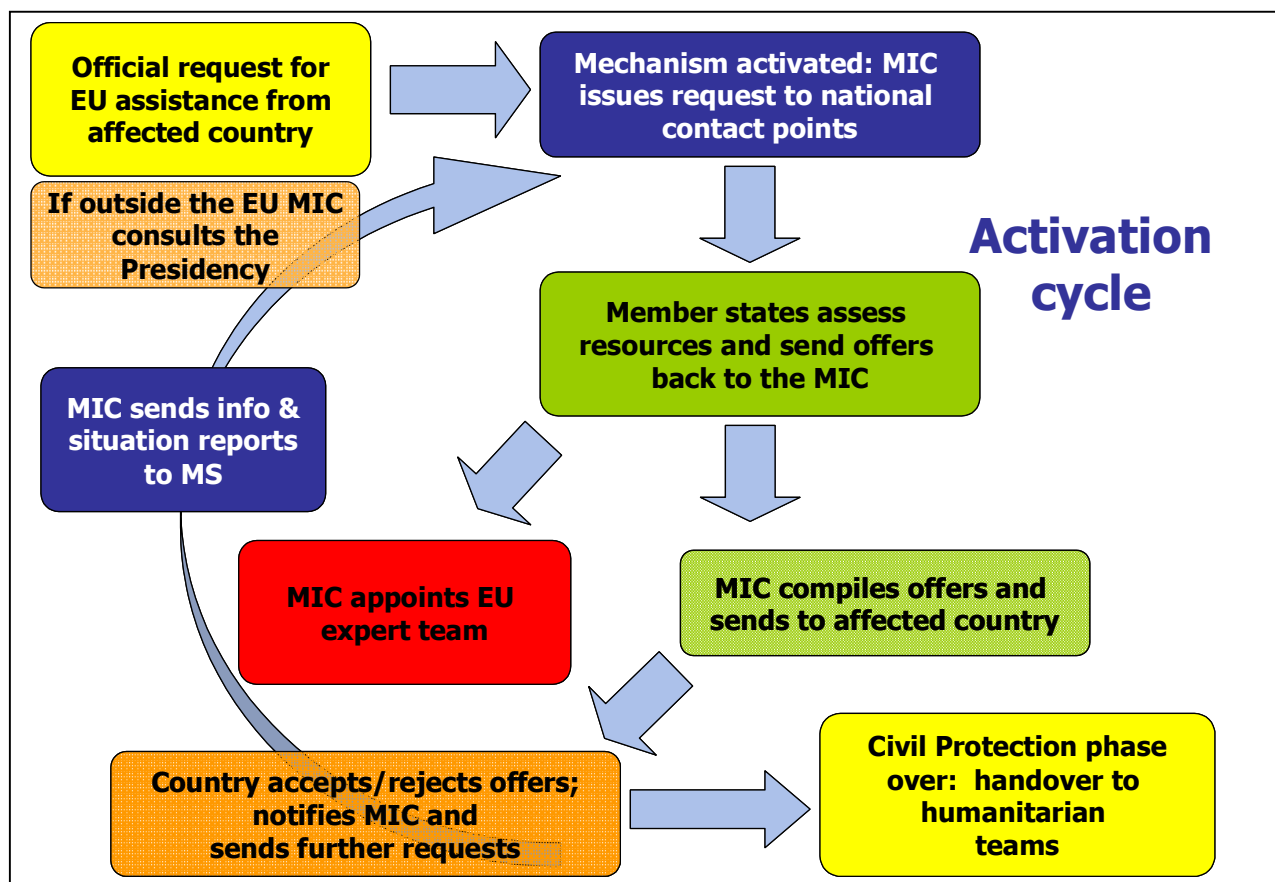 Official request for
EU assistance from
affected country
Mechanism activated: MIC
issues request to national
contact points
If outside the EU MIC
consults the
Presidency
Activation
cycle
Member states assess
resources and send offers
back to the MIC
MIC sends info &
situation reports
to MS
MIC appoints EU
expert team
MIC compiles offers and
sends to affected country
Country accepts/rejects offers;
notifies MIC and
sends further requests
Civil Protection phase
over: handover to
humanitarian
teams